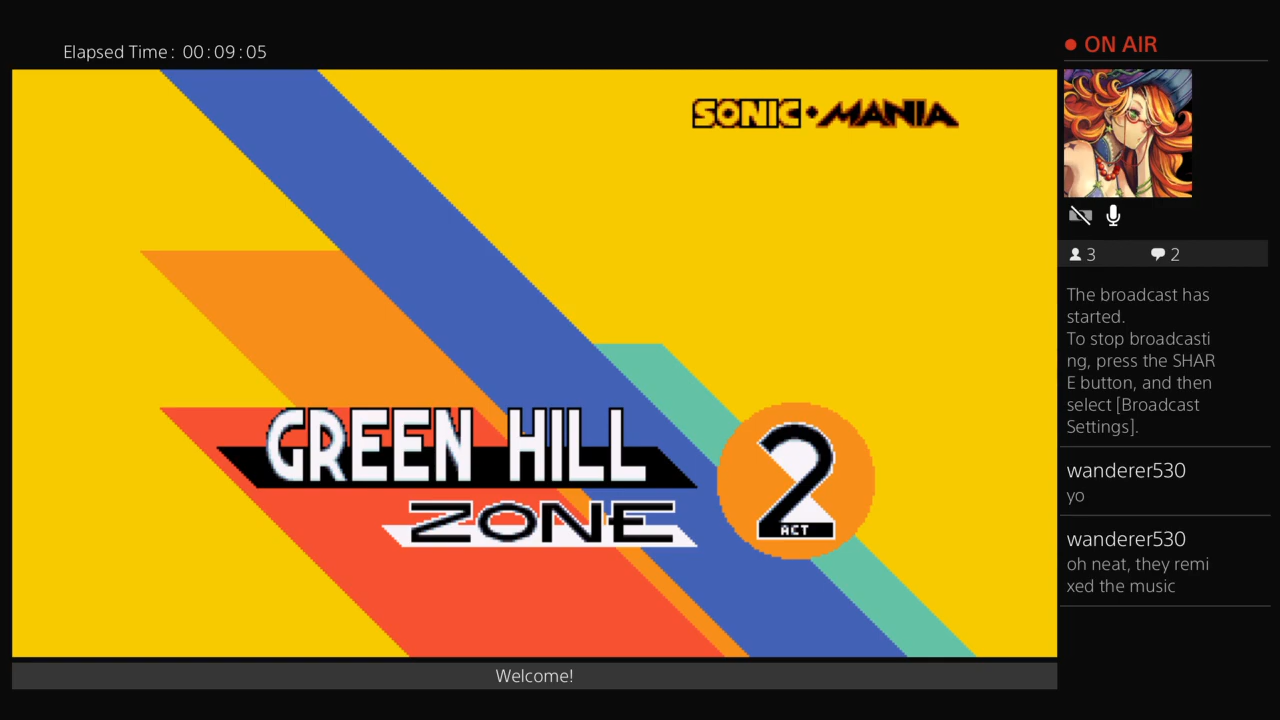 Elapsed Time: 00:09:05
ON AIR
SONIC MANIA
3 2
The broadcast has
started.
To stop broadcasti
ng, press the SHAR
E button, and then
select [Broadcast
Settings].
wanderer530
yo
wanderer530
oh neat, they remi
xed the music
GREEN HILL
ZONE
2
ACT
Welcome!